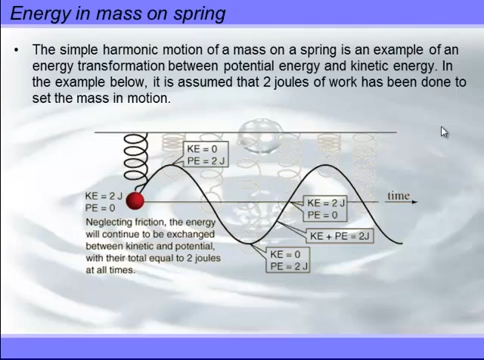 Energy in mass on spring
• The simple harmonic motion of a mass on a spring is an example of an
energy transformation between potential energy and kinetic energy. In
the example below, it is assumed that 2 joules of work has been done to
set the mass in motion.
KE = 0
PE = 2 J
KE = 2 J
PE = 0
time
KE = 2 J
PE = 0
Neglecting friction, the energy
will continue to be exchanged
between kinetic and potential,
with their total equal to 2 joules
at all times.
KE + PE = 2J
KE = 0
PE = 2 J